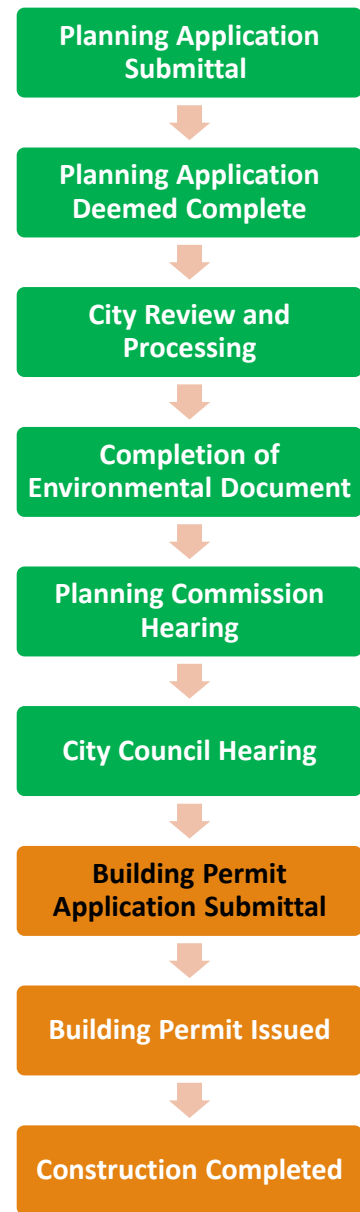 Planning Application
Submittal
Planning Application
Deemed Complete
City Review and
Processing
Completion of
Environmental Document
Planning Commission
Hearing
City Council Hearing
Building Permit
Application Submittal
Building Permit Issued
Construction Completed